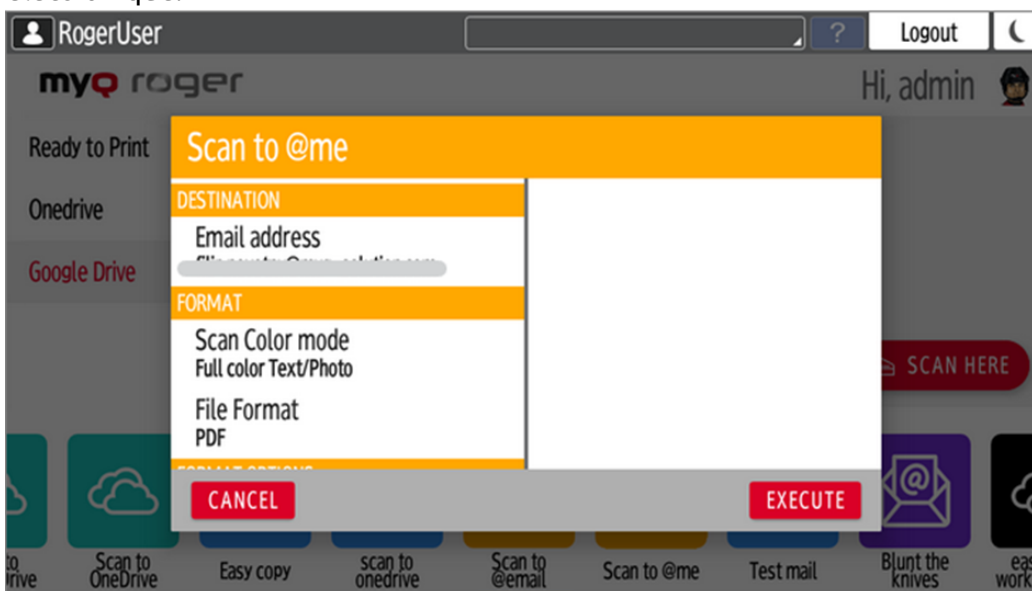 RogerUser
?
Logout
myq roger
Hi, admin
Ready to Print
Onedrive
Google Drive
Scan to @me
DESTINATION
Email address
FORMAT
Scan Color mode
Full color Text/Photo
File Format
PDF
FORMAT OPTIONS
SCAN HERE
CANCEL
EXECUTE
Scan to
OneDrive
Easy copy
scan to
onedrive
Scan to
@email
Scan to @me
Test mail
Blunt the
knives